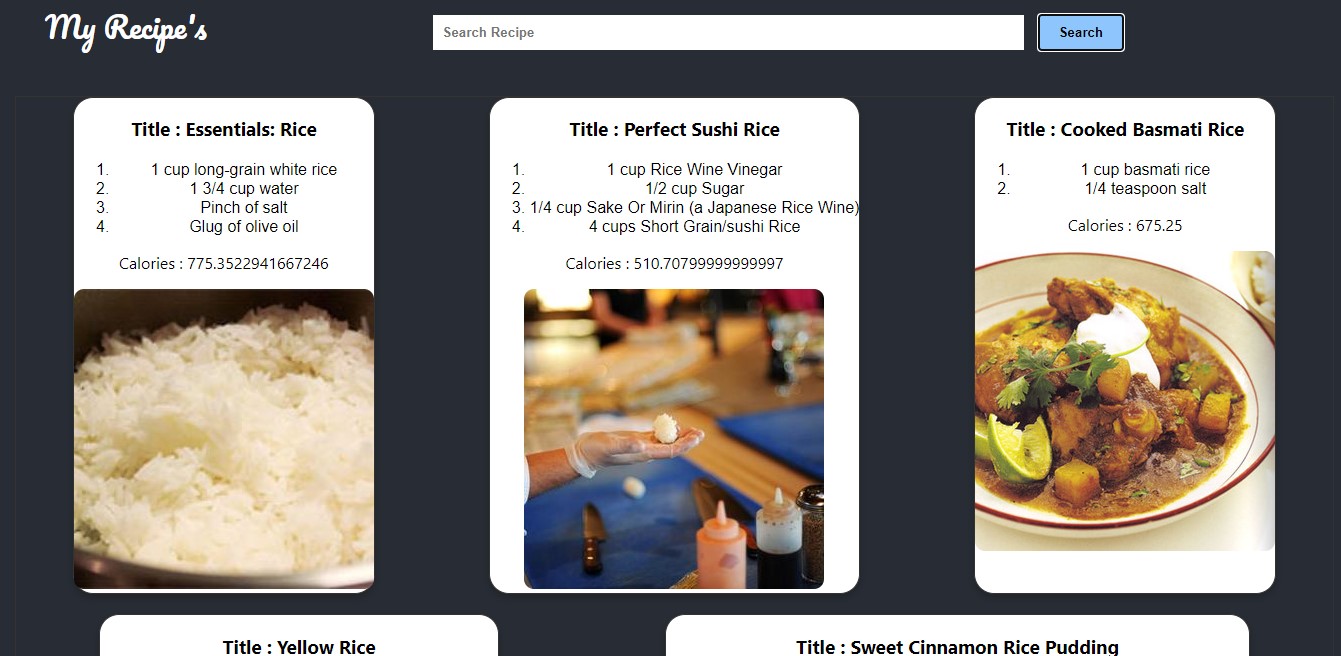 My Recipe's
Search Recipe
Search
Title : Essentials: Rice
1. 1 cup long-grain white rice
2. 1 3/4 cup water
3. Pinch of salt
4. Glug of olive oil
Calories : 775.3522941667246
Title : Perfect Sushi Rice
1. 1 cup Rice Wine Vinegar
2. 1/2 cup Sugar
3. 1/4 cup Sake Or Mirin (a Japanese Rice Wine)
4. 4 cups Short Grain/sushi Rice
Calories : 510.70799999999997
Title : Cooked Basmati Rice
1. 1 cup basmati rice
2. 1/4 teaspoon salt
Calories : 675.25
Title : Yellow Rice
Title : Sweet Cinnamon Rice Pudding